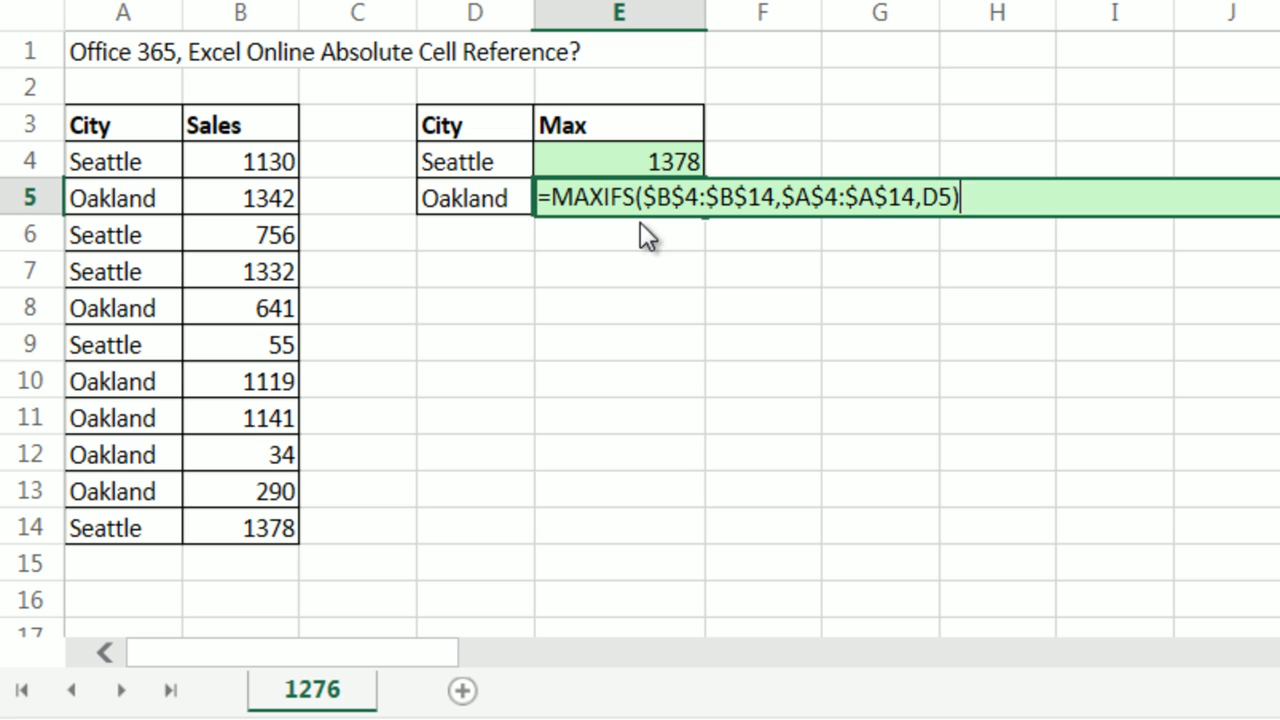 A B C D E F G H I J
1 Office 365, Excel Online Absolute Cell Reference?
2
3 City Sales City Max
4 Seattle 1130 Seattle 1378
5 Oakland 1342 Oakland =MAXIFS($B$4:$B$14,$A$4:$A$14,D5)
6 Seattle 756
7 Seattle 1332
8 Oakland 641
9 Seattle 55
10 Oakland 1119
11 Oakland 1141
12 Oakland 34
13 Oakland 290
14 Seattle 1378
15
16
17
1276